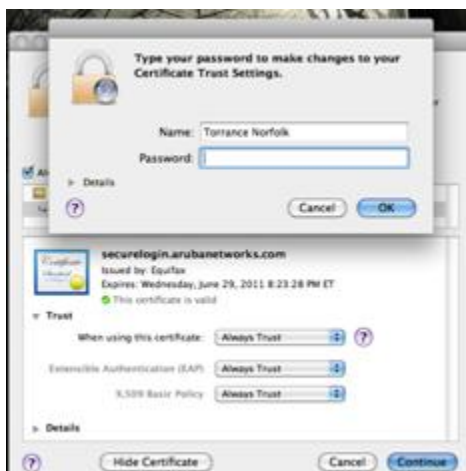 Type your password to make changes to your
Certificate Trust Settings.
Name: Torrance Norfolk
Password:
Details
? Cancel OK
securelogin.arubanetworks.com
Issued by: Equifax
Expires: Wednesday, June 29, 2011 8:23:28 PM ET
This certificate is valid
Trust
When using this certificate: Always Trust ?
Extensible Authentication (EAP) Always Trust
X.509 Basic Policy Always Trust
Details
? Hide Certificate Cancel Continue